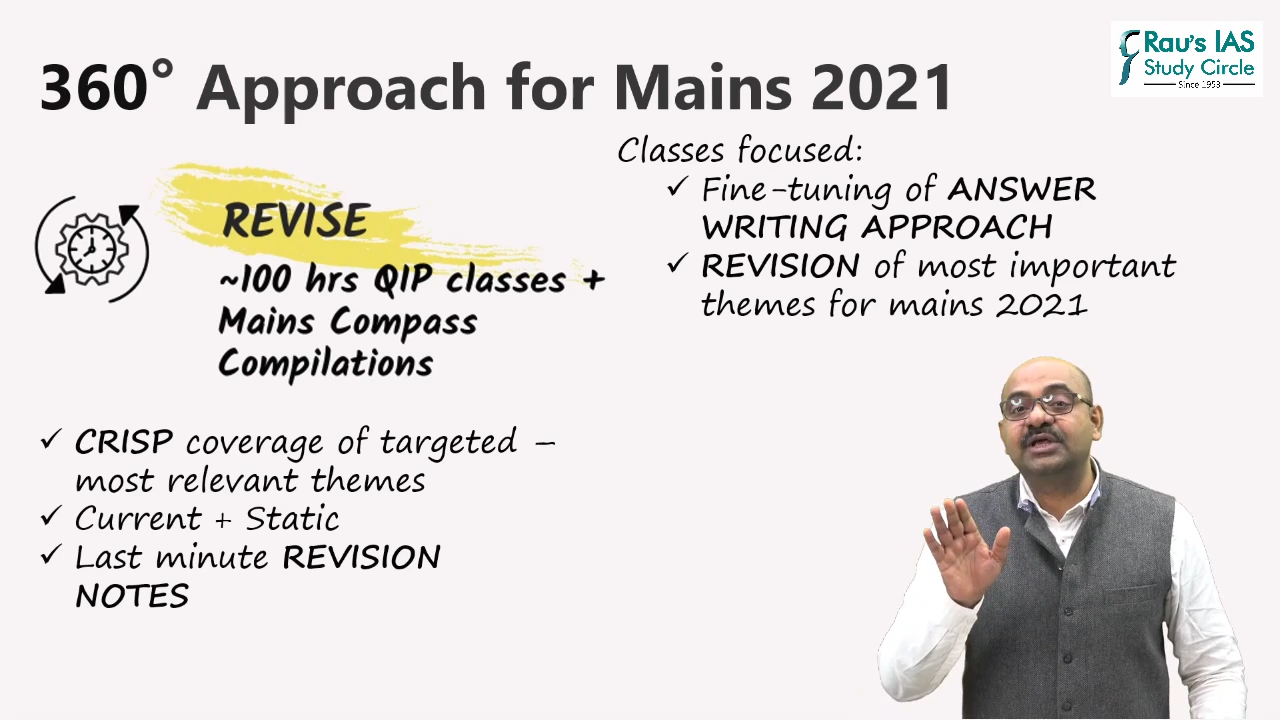 360° Approach for Mains 2021
Rau's IAS
Study Circle
Since 1953
REVISE
~100 hrs QIP classes +
Mains Compass
Compilations
Classes focused:
✓ Fine-tuning of ANSWER
WRITING APPROACH
✓ REVISION of most important
themes for mains 2021
✓ CRISP coverage of targeted –
most relevant themes
✓ Current + Static
✓ Last minute REVISION
NOTES